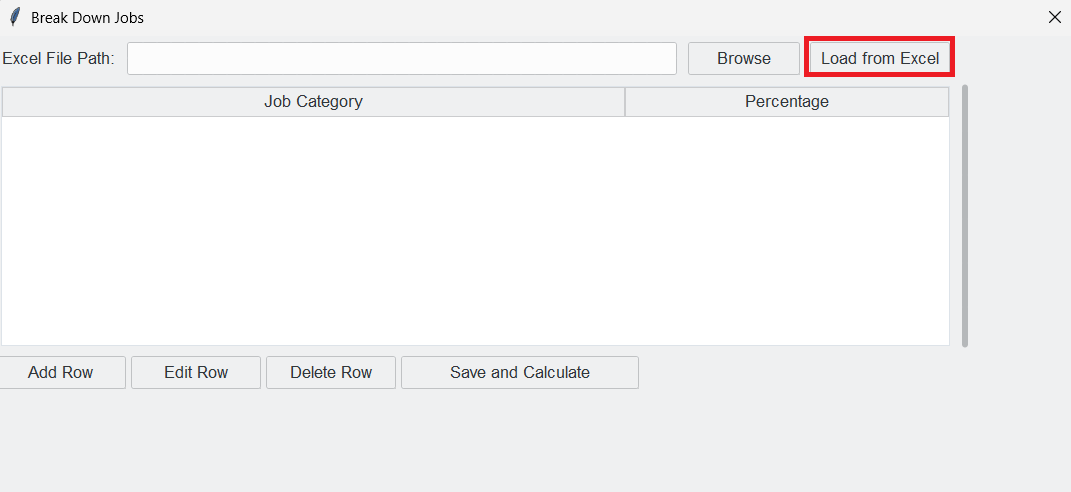 Break Down Jobs
Excel File Path: Browse Load from Excel
Job Category Percentage
Add Row Edit Row Delete Row Save and Calculate